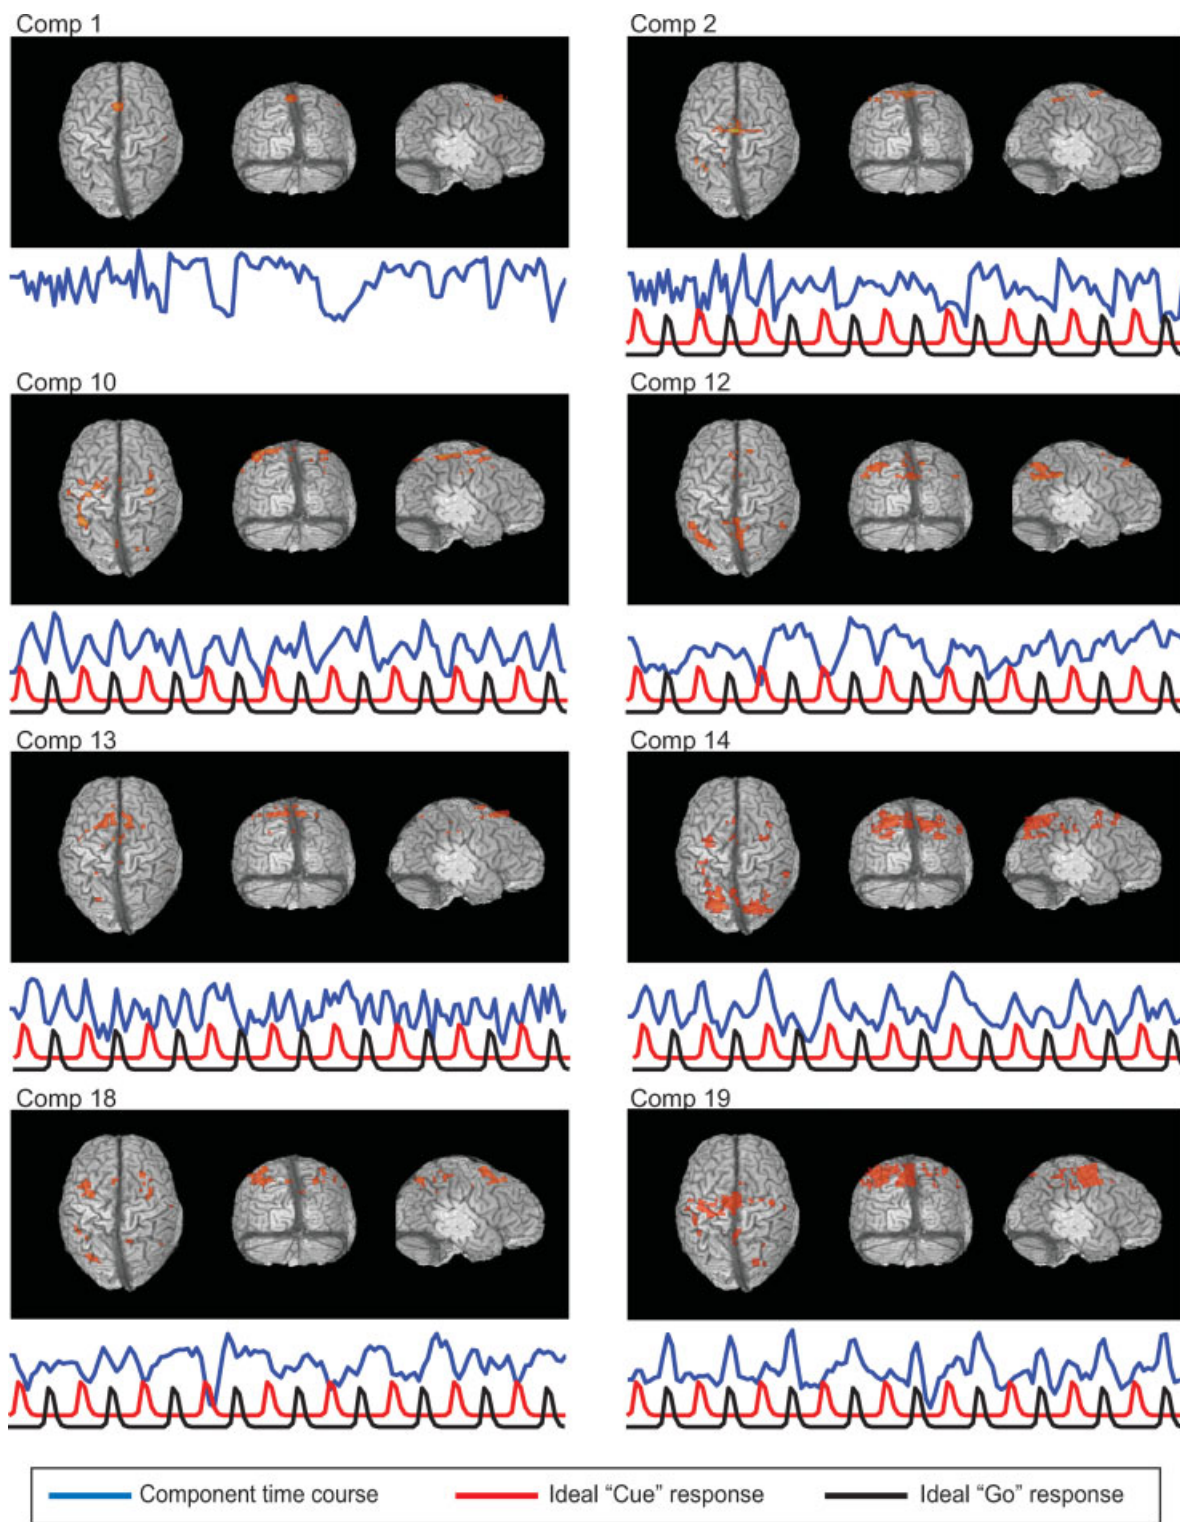 Comp 1
Comp 2
Comp 10
Comp 12
Comp 13
Comp 14
Comp 18
Comp 19
Component time course
Ideal “Cue” response
Ideal “Go” response